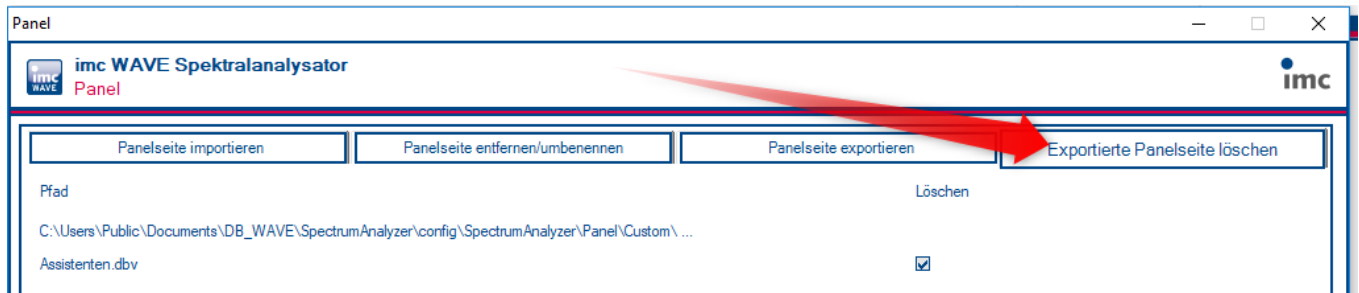 Panel
imc WAVE Spektralanalysator
imc WAVE
Panel
imc
Panelseite importieren
Panelseite entfernen/umbenennen
Panelseite exportieren
Exportierte Panelseite löschen
Pfad
Löschen
C:\Users\Public\Documents\DB_WAVE\SpectrumAnalyzer\config\SpectrumAnalyzer\Panel\Custom\ ...
Assistenten.dbv